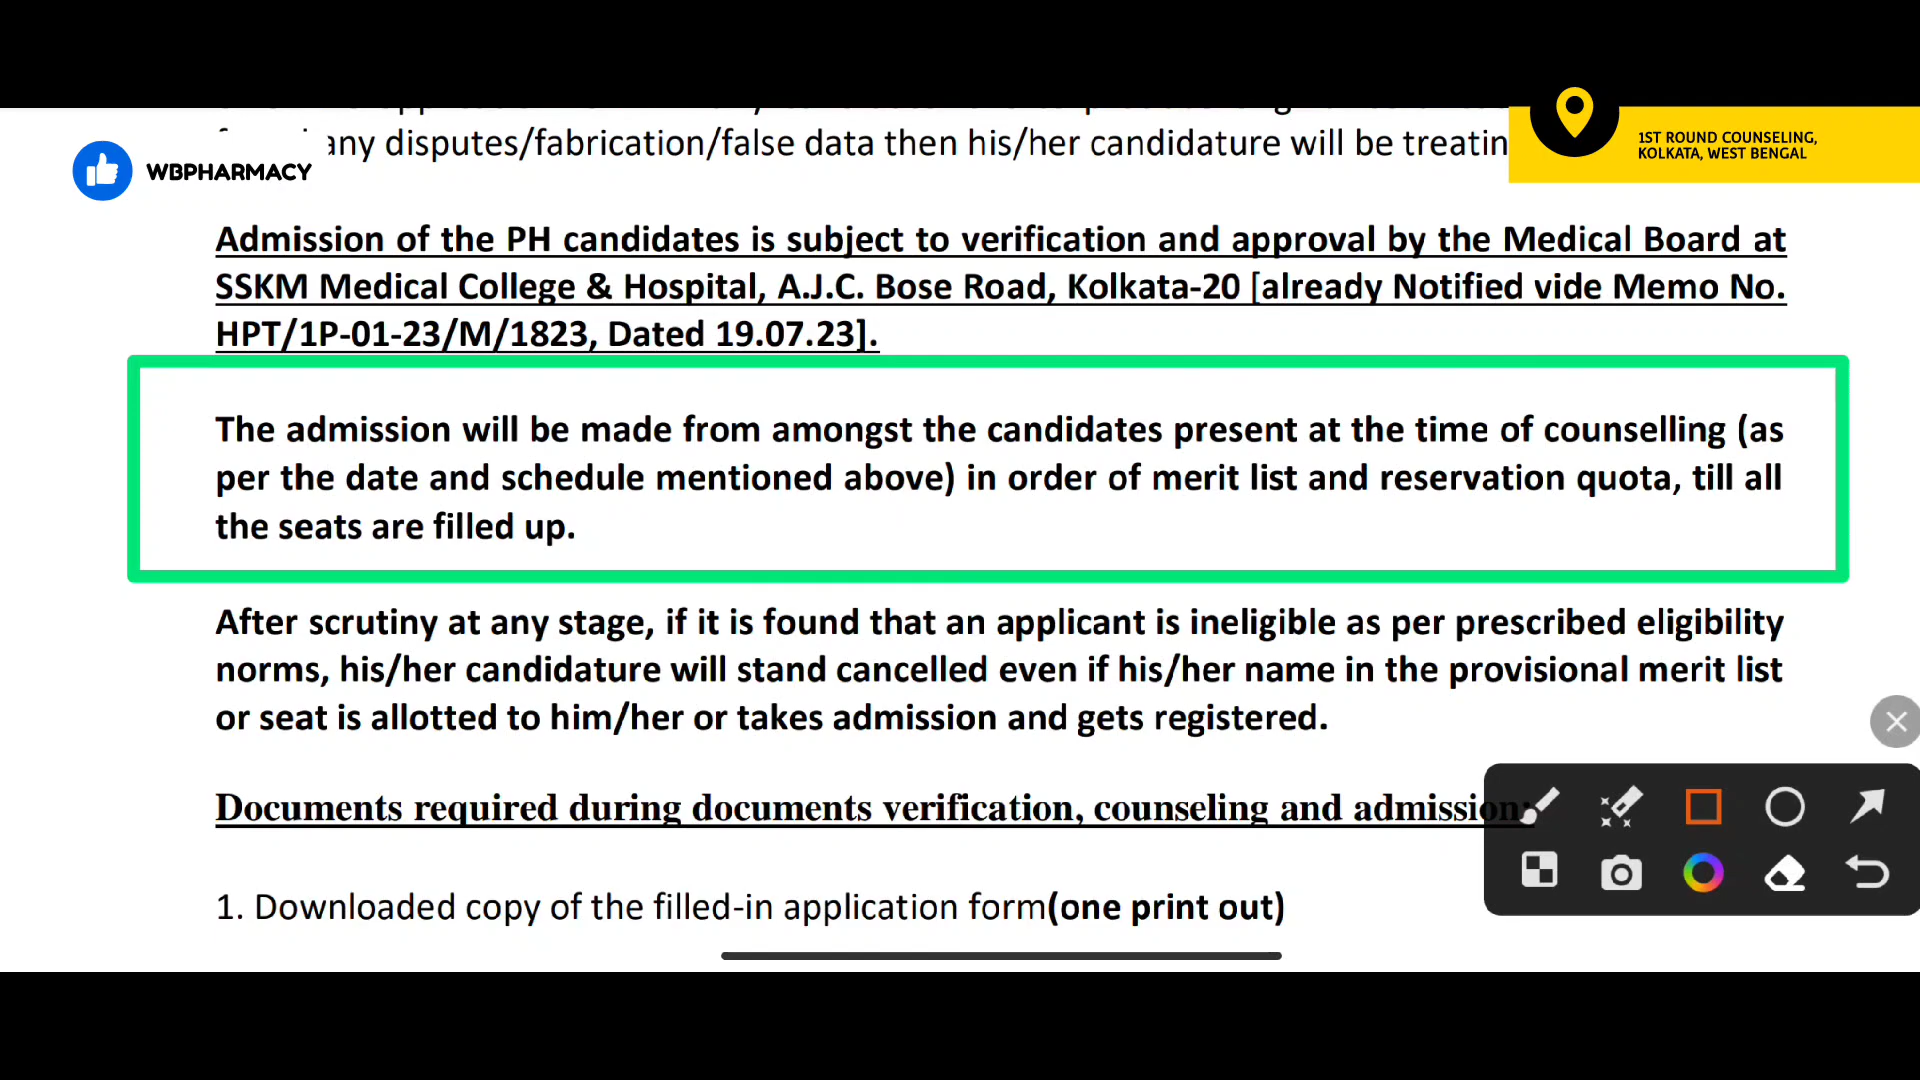 any disputes/fabrication/false data then his/her candidature will be treatin
1ST ROUND COUNSELING,
KOLKATA, WEST BENGAL
WBPHARMACY
Admission of the PH candidates is subject to verification and approval by the Medical Board at
SSKM Medical College & Hospital, A.J.C. Bose Road, Kolkata-20 [already Notified vide Memo No.
HPT/1P-01-23/M/1823, Dated 19.07.23].
The admission will be made from amongst the candidates present at the time of counselling (as
per the date and schedule mentioned above) in order of merit list and reservation quota, till all
the seats are filled up.
After scrutiny at any stage, if it is found that an applicant is ineligible as per prescribed eligibility
norms, his/her candidature will stand cancelled even if his/her name in the provisional merit list
or seat is allotted to him/her or takes admission and gets registered.
Documents required during documents verification, counseling and admission:
1. Downloaded copy of the filled-in application form(one print out)